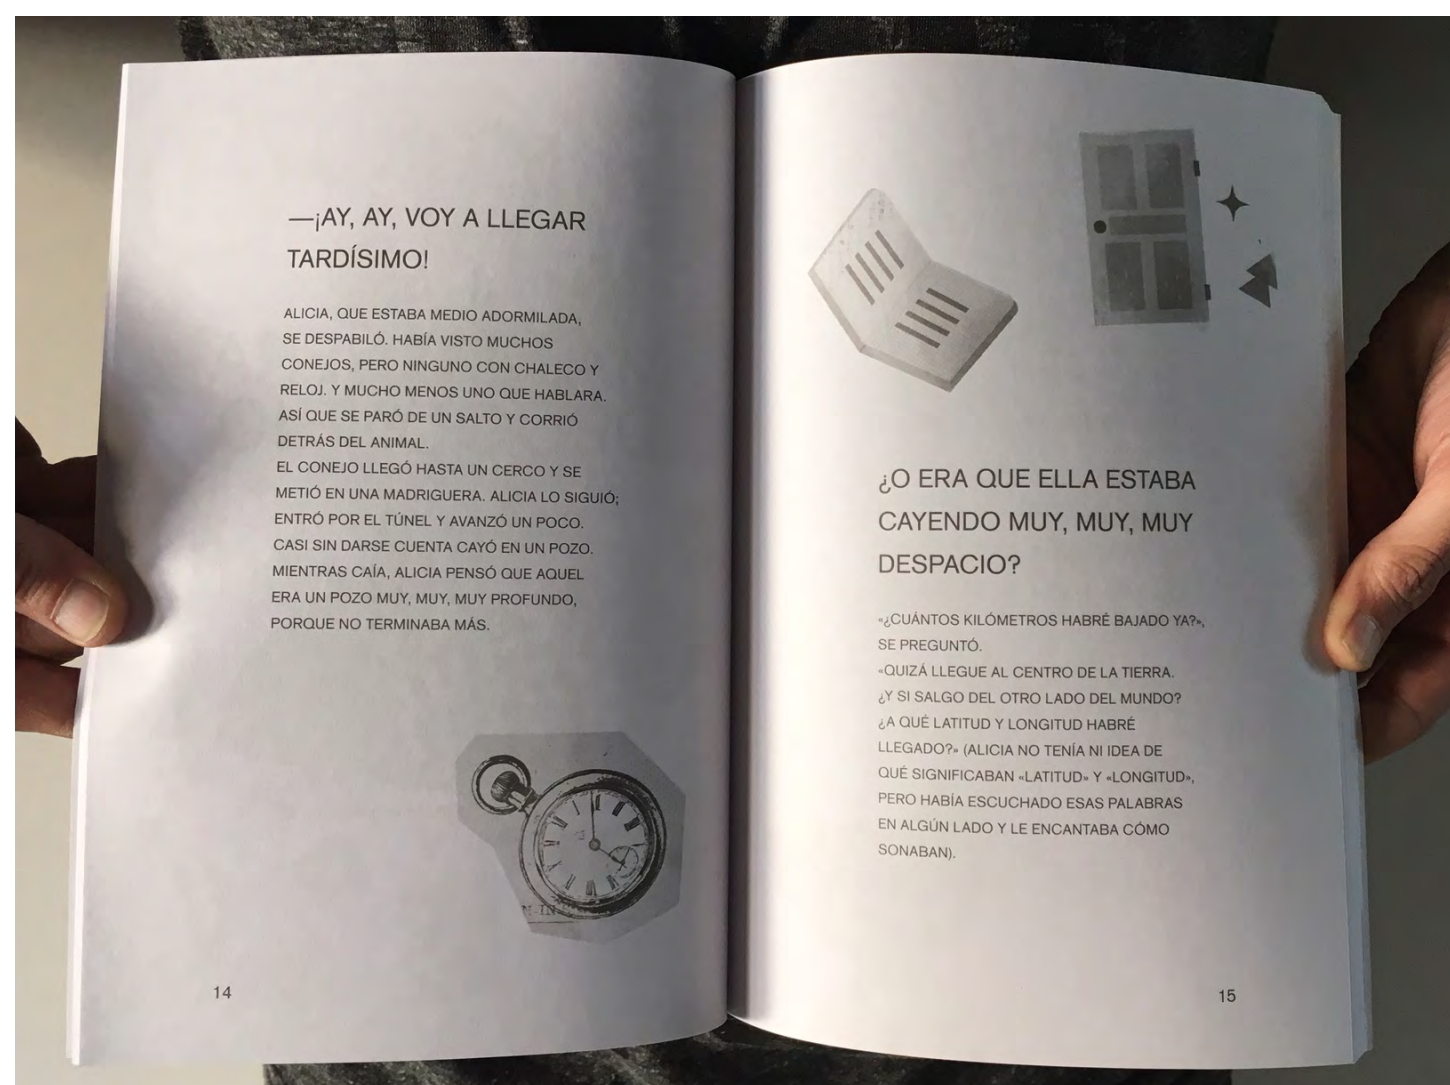 —¡AY, AY, VOY A LLEGAR
TARDÍSIMO!
ALICIA, QUE ESTABA MEDIO ADORMILADA,
SE DESPABILÓ. HABÍA VISTO MUCHOS
CONEJOS, PERO NINGUNO CON CHALECO Y
RELOJ. Y MUCHO MENOS UNO QUE HABLARA.
ASÍ QUE SE PARÓ DE UN SALTO Y CORRIÓ
DETRÁS DEL ANIMAL.
EL CONEJO LLEGÓ HASTA UN CERCO Y SE
METIÓ EN UNA MADRIGUERA. ALICIA LO SIGUIÓ;
ENTRÓ POR EL TÚNEL Y AVANZÓ UN POCO.
CASI SIN DARSE CUENTA CAYÓ EN UN POZO.
MIENTRAS CAÍA, ALICIA PENSÓ QUE AQUEL
ERA UN POZO MUY, MUY, MUY PROFUNDO,
PORQUE NO TERMINABA MÁS.
14
¿O ERA QUE ELLA ESTABA
CAYENDO MUY, MUY, MUY
DESPACIO?
«¿CUÁNTOS KILÓMETROS HABRÉ BAJADO YA?»,
SE PREGUNTÓ.
«QUIZÁ LLEGUE AL CENTRO DE LA TIERRA.
¿Y SI SALGO DEL OTRO LADO DEL MUNDO?
¿A QUÉ LATITUD Y LONGITUD HABRÉ
LLEGADO?» (ALICIA NO TENÍA NI IDEA DE
QUÉ SIGNIFICABAN «LATITUD» Y «LONGITUD»,
PERO HABÍA ESCUCHADO ESAS PALABRAS
EN ALGÚN LADO Y LE ENCANTABA CÓMO
SONABAN).
15